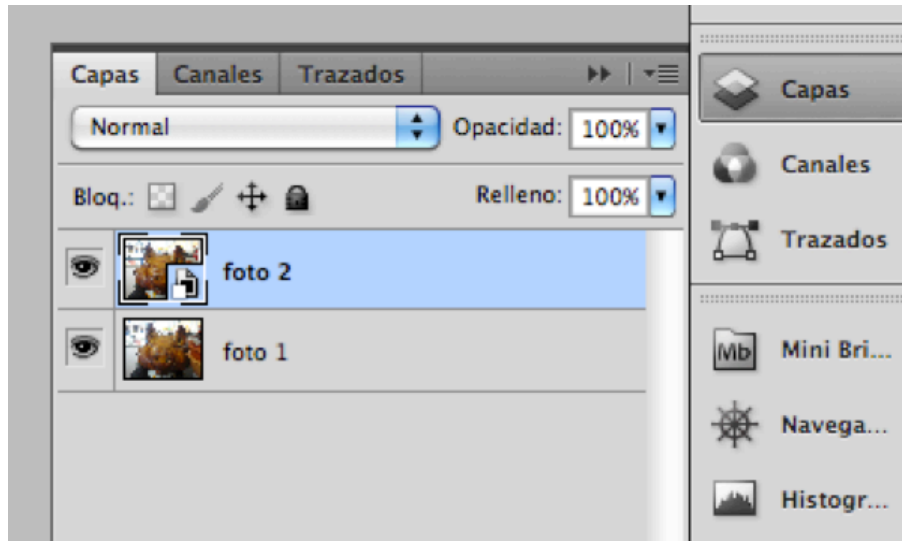 Capas Canales Trazados
Normal Opacidad: 100%
Bloq.: Relleno: 100%
foto 2
foto 1
Capas
Canales
Trazados
Mb Mini Bri...
Navega...
Histogr...